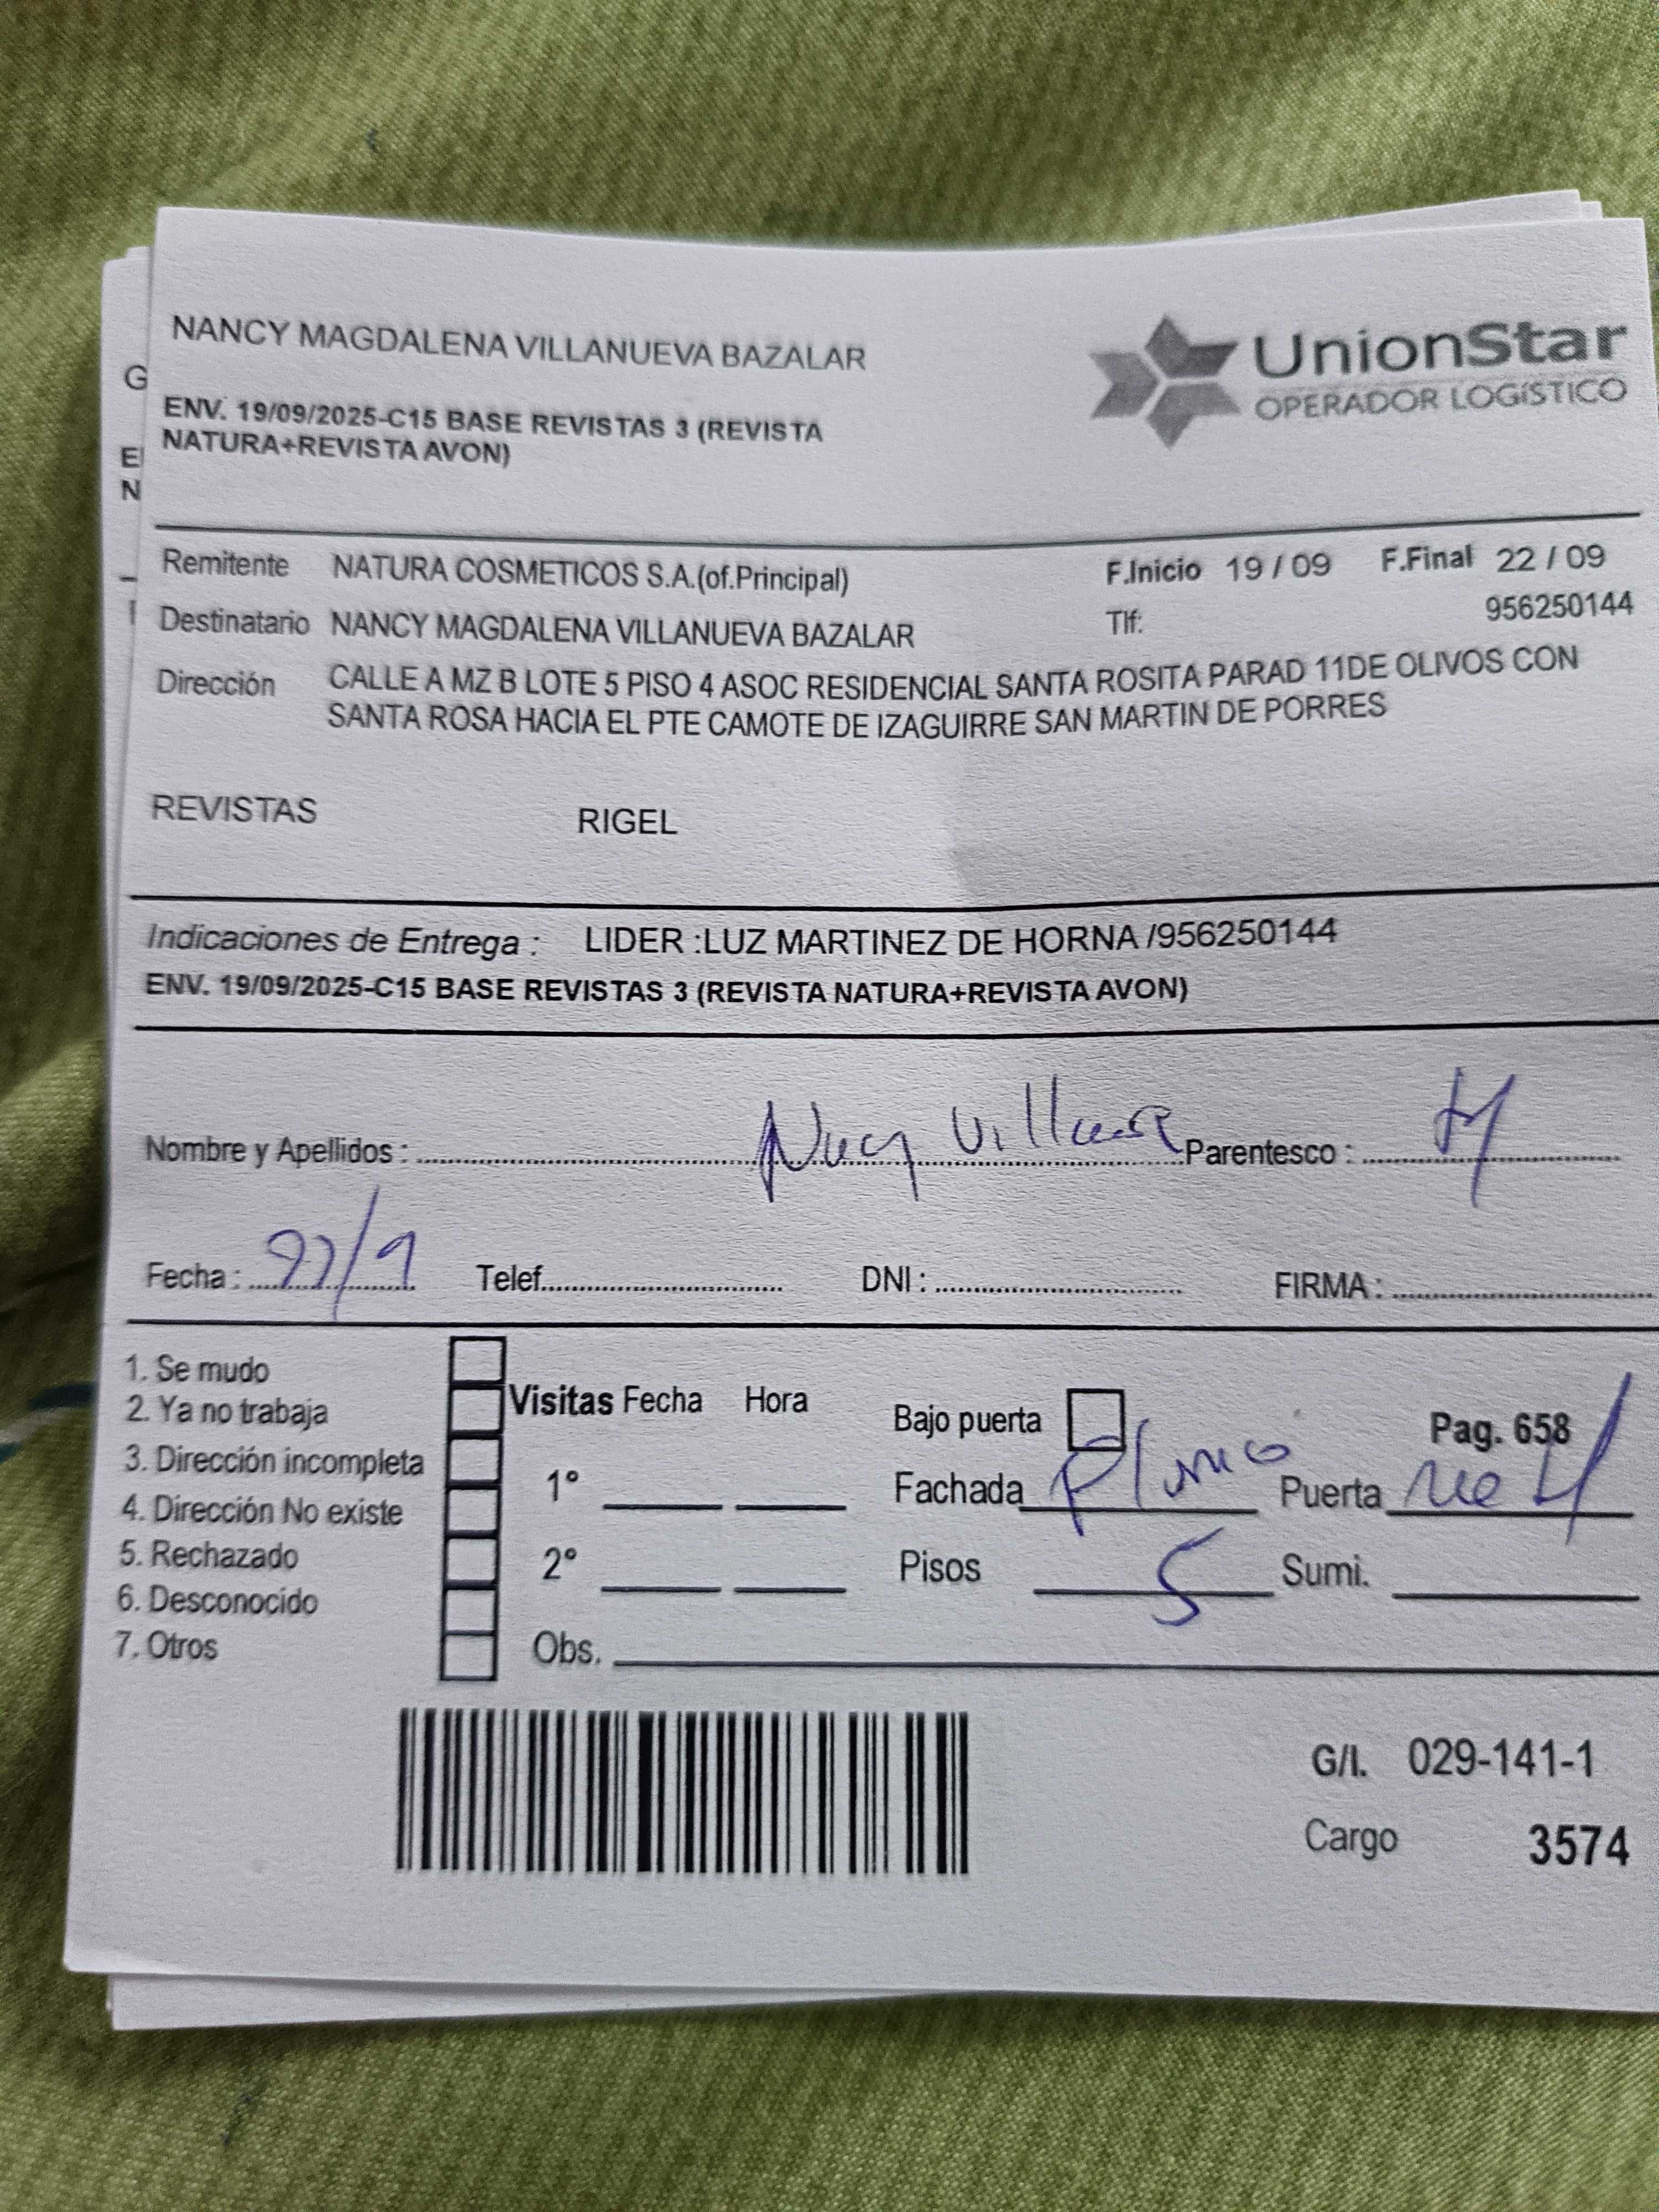 NANCY MAGDALENA VILLANUEVA BAZALAR
UnionStar
OPERADOR LOGÍSTICO
ENV. 19/09/2025-C15 BASE REVISTAS 3 (REVISTA
NATURA+REVISTA AVON)
Remitente NATURA COSMETICOS S.A.(of.Principal) F.Inicio 19 / 09 F.Final 22 / 09
Destinatario NANCY MAGDALENA VILLANUEVA BAZALAR Tlf: 956250144
Dirección CALLE A MZ B LOTE 5 PISO 4 ASOC RESIDENCIAL SANTA ROSITA PARAD 11DE OLIVOS CON
SANTA ROSA HACIA EL PTE CAMOTE DE IZAGUIRRE SAN MARTIN DE PORRES
REVISTAS RIGEL
Indicaciones de Entrega : LIDER :LUZ MARTINEZ DE HORNA /956250144
ENV. 19/09/2025-C15 BASE REVISTAS 3 (REVISTA NATURA+REVISTA AVON)
Nombre y Apellidos : Parentesco :
Fecha : Telef. DNI : FIRMA :
1. Se mudo
2. Ya no trabaja
3. Dirección incompleta
4. Dirección No existe
5. Rechazado
6. Desconocido
7. Otros
Visitas Fecha Hora
1°
2°
Obs.
Bajo puerta Pag. 658
Fachada Puerta
Pisos 5 Sumi.
G/I. 029-141-1
Cargo 3574